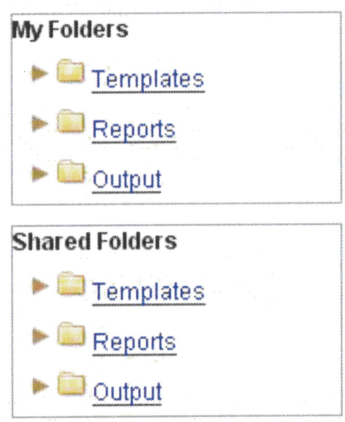 My Folders
Templates
Reports
Output
Shared Folders
Templates
Reports
Output